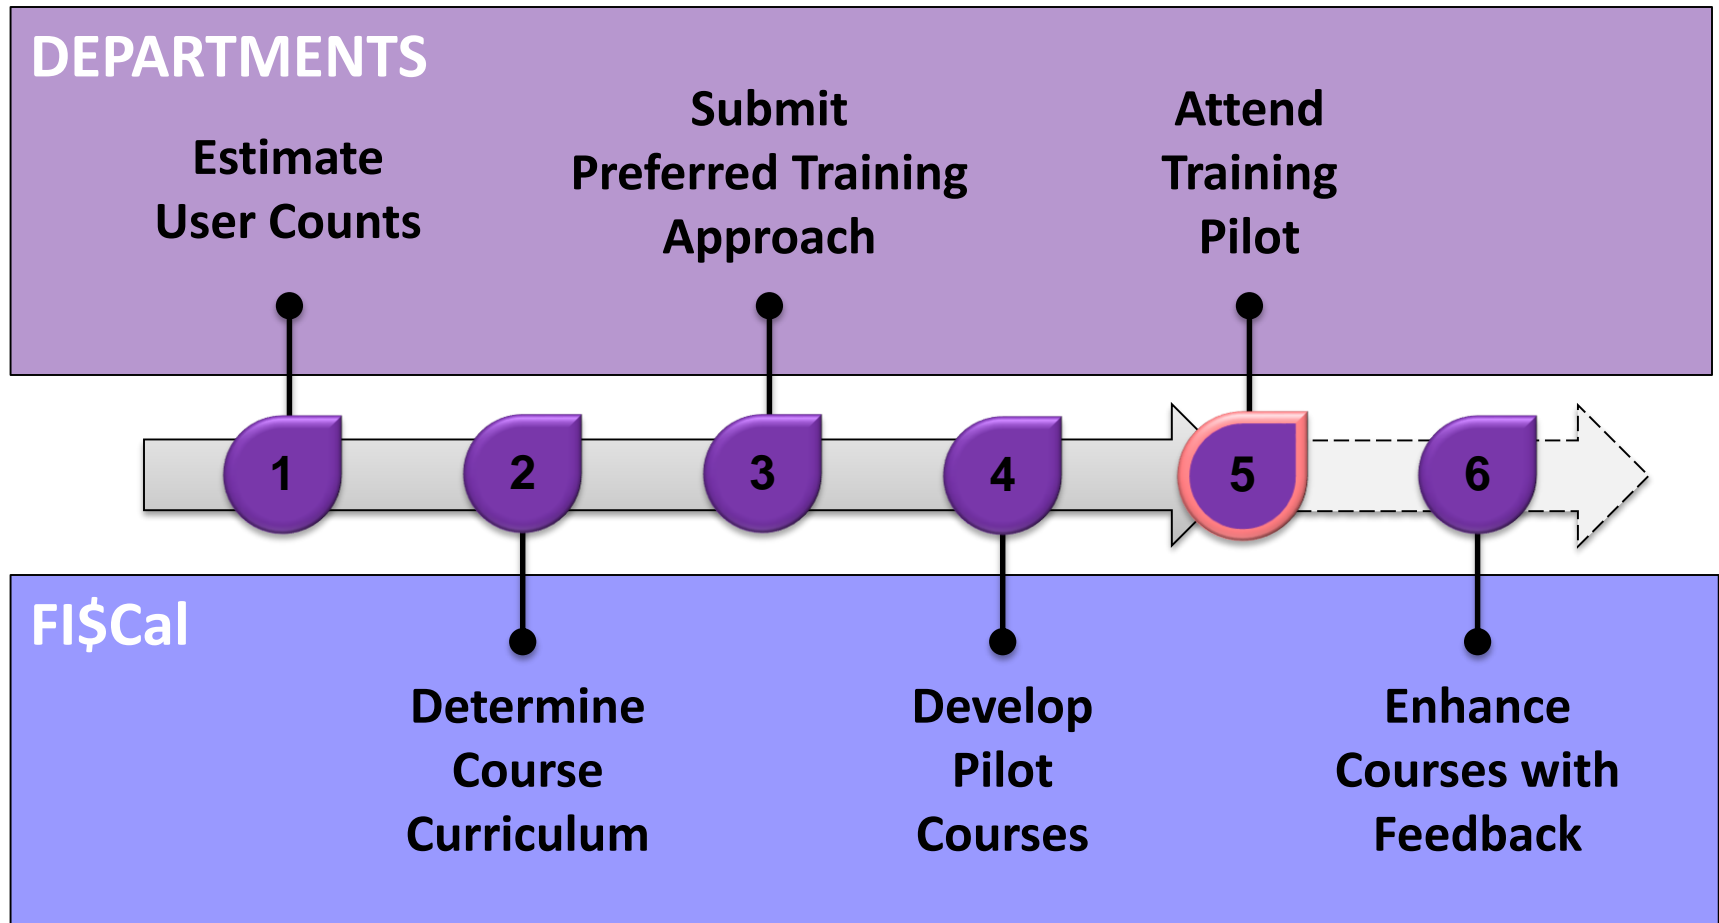 DEPARTMENTS
Estimate
User Counts
Submit
Preferred Training
Approach
Attend
Training
Pilot
1
2
3
4
5
6
FI$Cal
Determine
Course
Curriculum
Develop
Pilot
Courses
Enhance
Courses with
Feedback